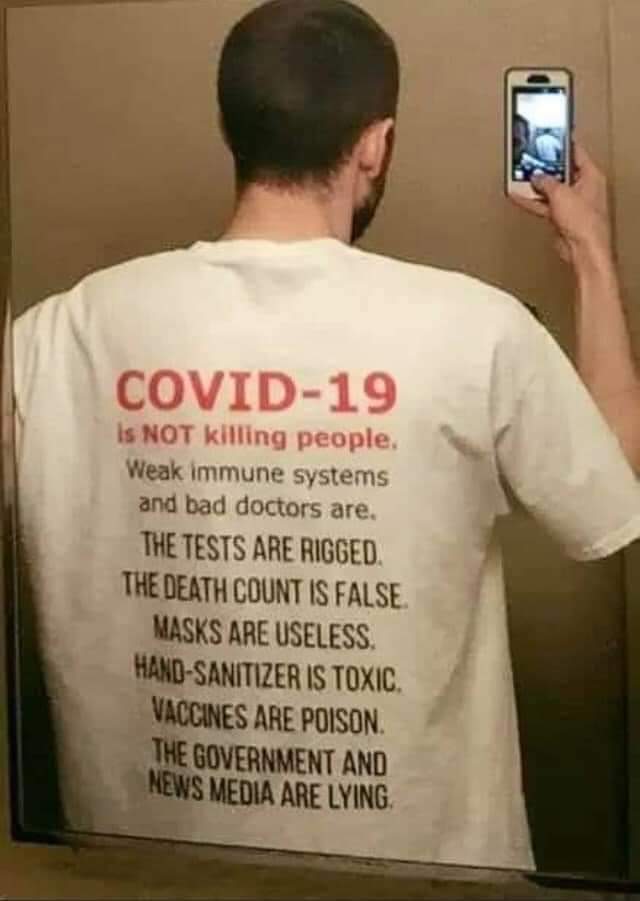 COVID-19
is NOT killing people.
Weak immune systems
and bad doctors are.
THE TESTS ARE RIGGED.
THE DEATH COUNT IS FALSE.
MASKS ARE USELESS.
HAND-SANITIZER IS TOXIC.
VACCINES ARE POISON.
THE GOVERNMENT AND
NEWS MEDIA ARE LYING.